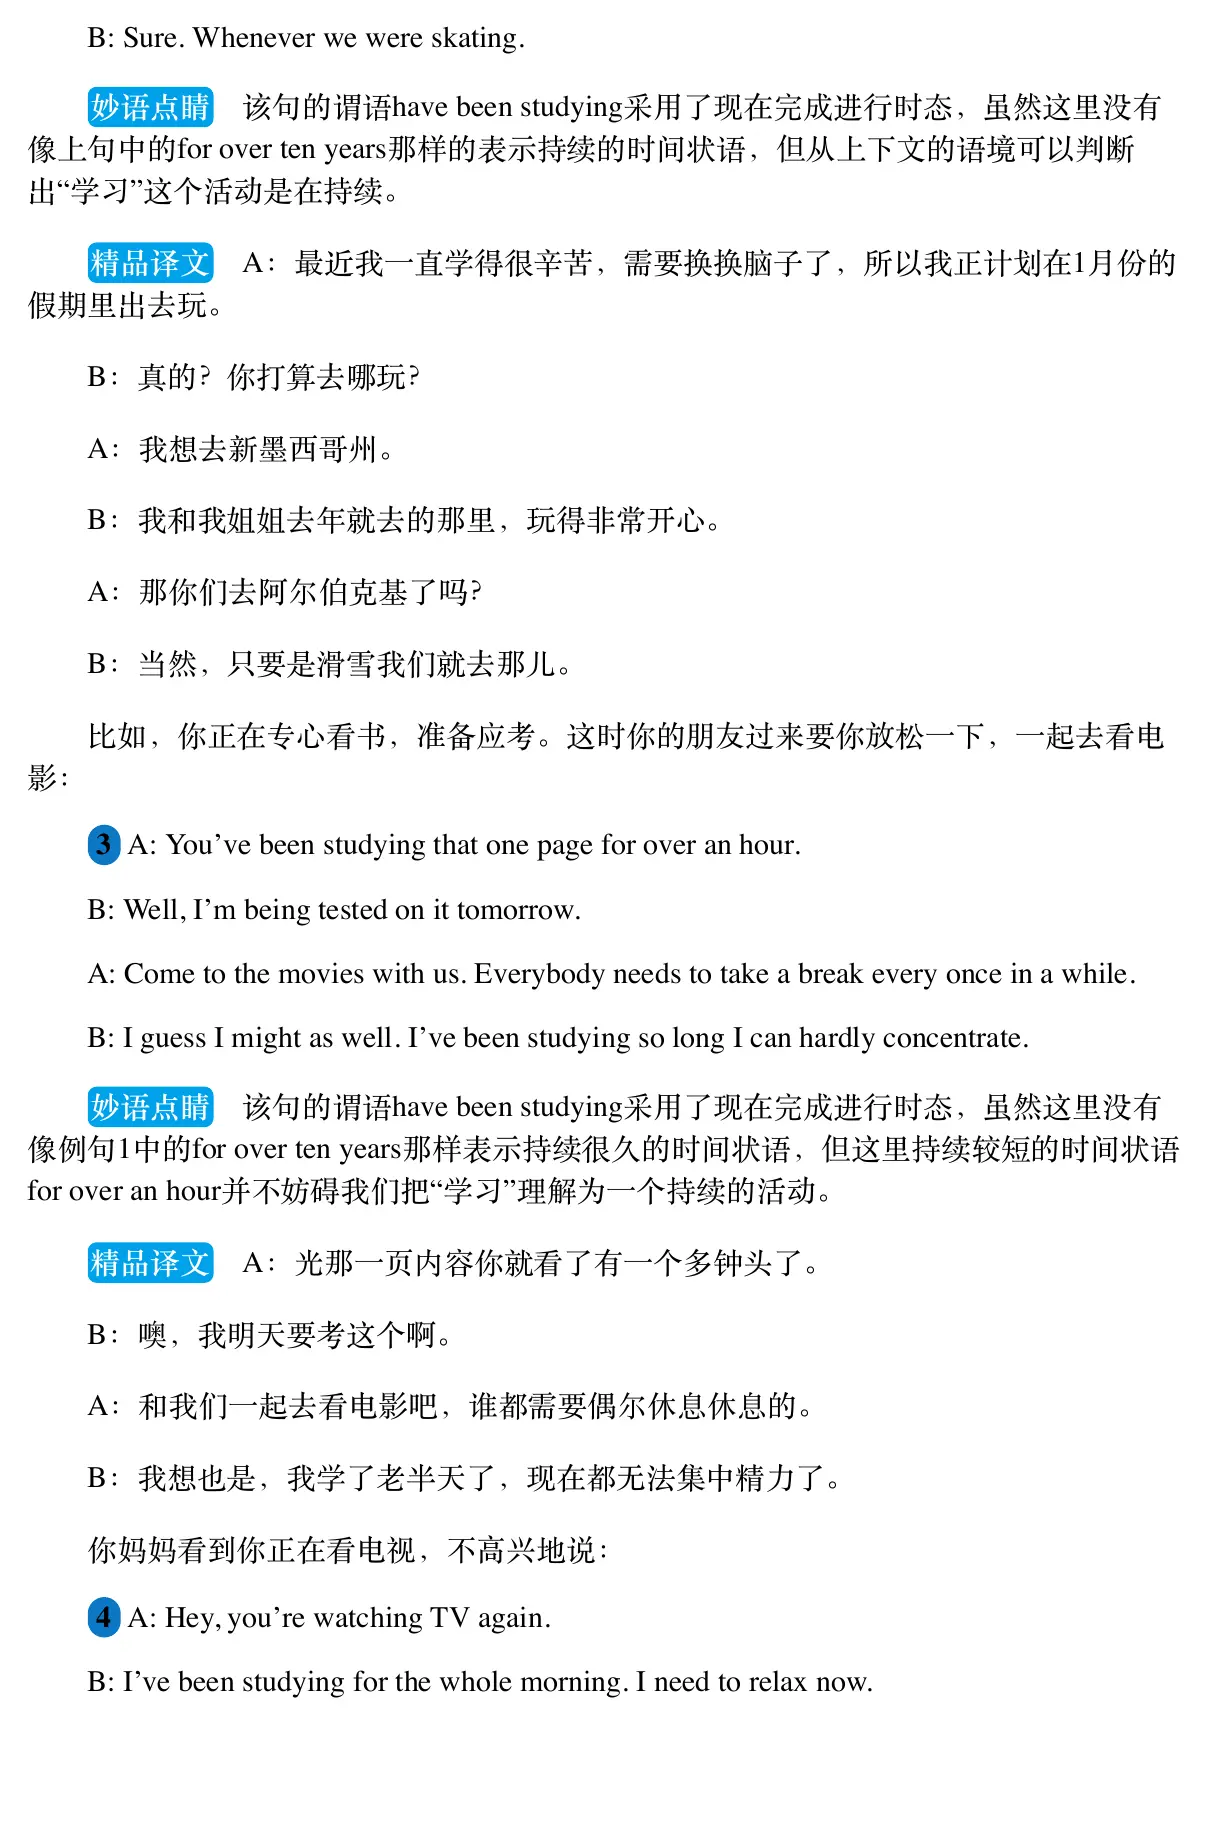 B: Sure. Whenever we were skating.
妙语点睛 该句的谓语have been studying采用了现在完成进行时态，虽然这里没有
像上句中的for over ten years那样的表示持续的时间状语，但从上下文的语境可以判断
出“学习”这个活动是在持续。
精品译文 A：最近我一直学得很辛苦，需要换换脑子了，所以我正计划在1月份的
假期里出去玩。
B：真的？你打算去哪玩？
A：我想去新墨西哥州。
B：我和我姐姐去年就去的那里，玩得非常开心。
A：那你们去阿尔伯克基了吗？
B：当然，只要是滑雪我们就去那儿。
比如，你正在专心看书，准备应考。这时你的朋友过来要你放松一下，一起去看电
影：
3 A: You’ve been studying that one page for over an hour.
B: Well, I’m being tested on it tomorrow.
A: Come to the movies with us. Everybody needs to take a break every once in a while.
B: I guess I might as well. I’ve been studying so long I can hardly concentrate.
妙语点睛 该句的谓语have been studying采用了现在完成进行时态，虽然这里没有
像例句1中的for over ten years那样表示持续很久的时间状语，但这里持续较短的时间状语
for over an hour并不妨碍我们把“学习”理解为一个持续的活动。
精品译文 A：光那一页内容你就看了有一个多钟头了。
B：噢，我明天要考这个啊。
A：和我们一起去看电影吧，谁都需要偶尔休息休息的。
B：我想也是，我学了老半天了，现在都无法集中精力了。
你妈妈看到你正在看电视，不高兴地说：
4 A: Hey, you’re watching TV again.
B: I’ve been studying for the whole morning. I need to relax now.